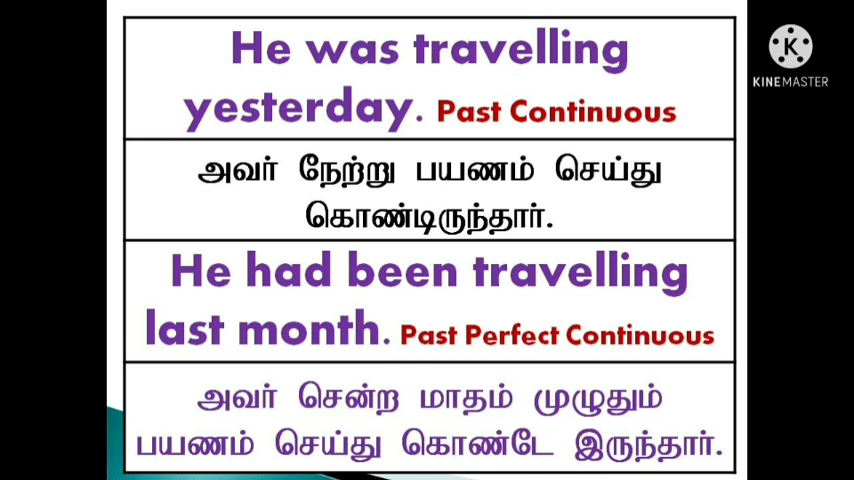 He was travelling
yesterday. Past Continuous
அவர் நேற்று பயணம் செய்து
கொண்டிருந்தார்.
He had been travelling
last month. Past Perfect Continuous
அவர் சென்ற மாதம் முழுதும்
பயணம் செய்து கொண்டே இருந்தார்.
K
KINEMASTER